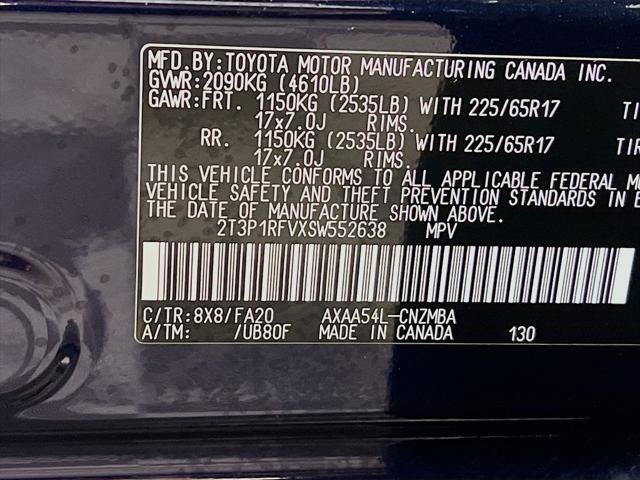 MFD.BY:TOYOTA MOTOR MANUFACTURING CANADA INC.
GVWR:2090KG (4610LB)
GAWR:FRT. 1150KG (2535LB) WITH 225/65R17 TI
17x7.0J RIMS.
RR. 1150KG (2535LB) WITH 225/65R17 TIR
17x7.0J RIMS.
THIS VEHICLE CONFORMS TO ALL APPLICABLE FEDERAL MO
VEHICLE SAFETY AND THEFT PREVENTION STANDARDS IN E
THE DATE OF MANUFACTURE SHOWN ABOVE.
2T3P1RFVXSW552638 MPV
C/TR:8X8/FA20 AXAA54L-CNZMBA
A/TM: /UB80F MADE IN CANADA 130